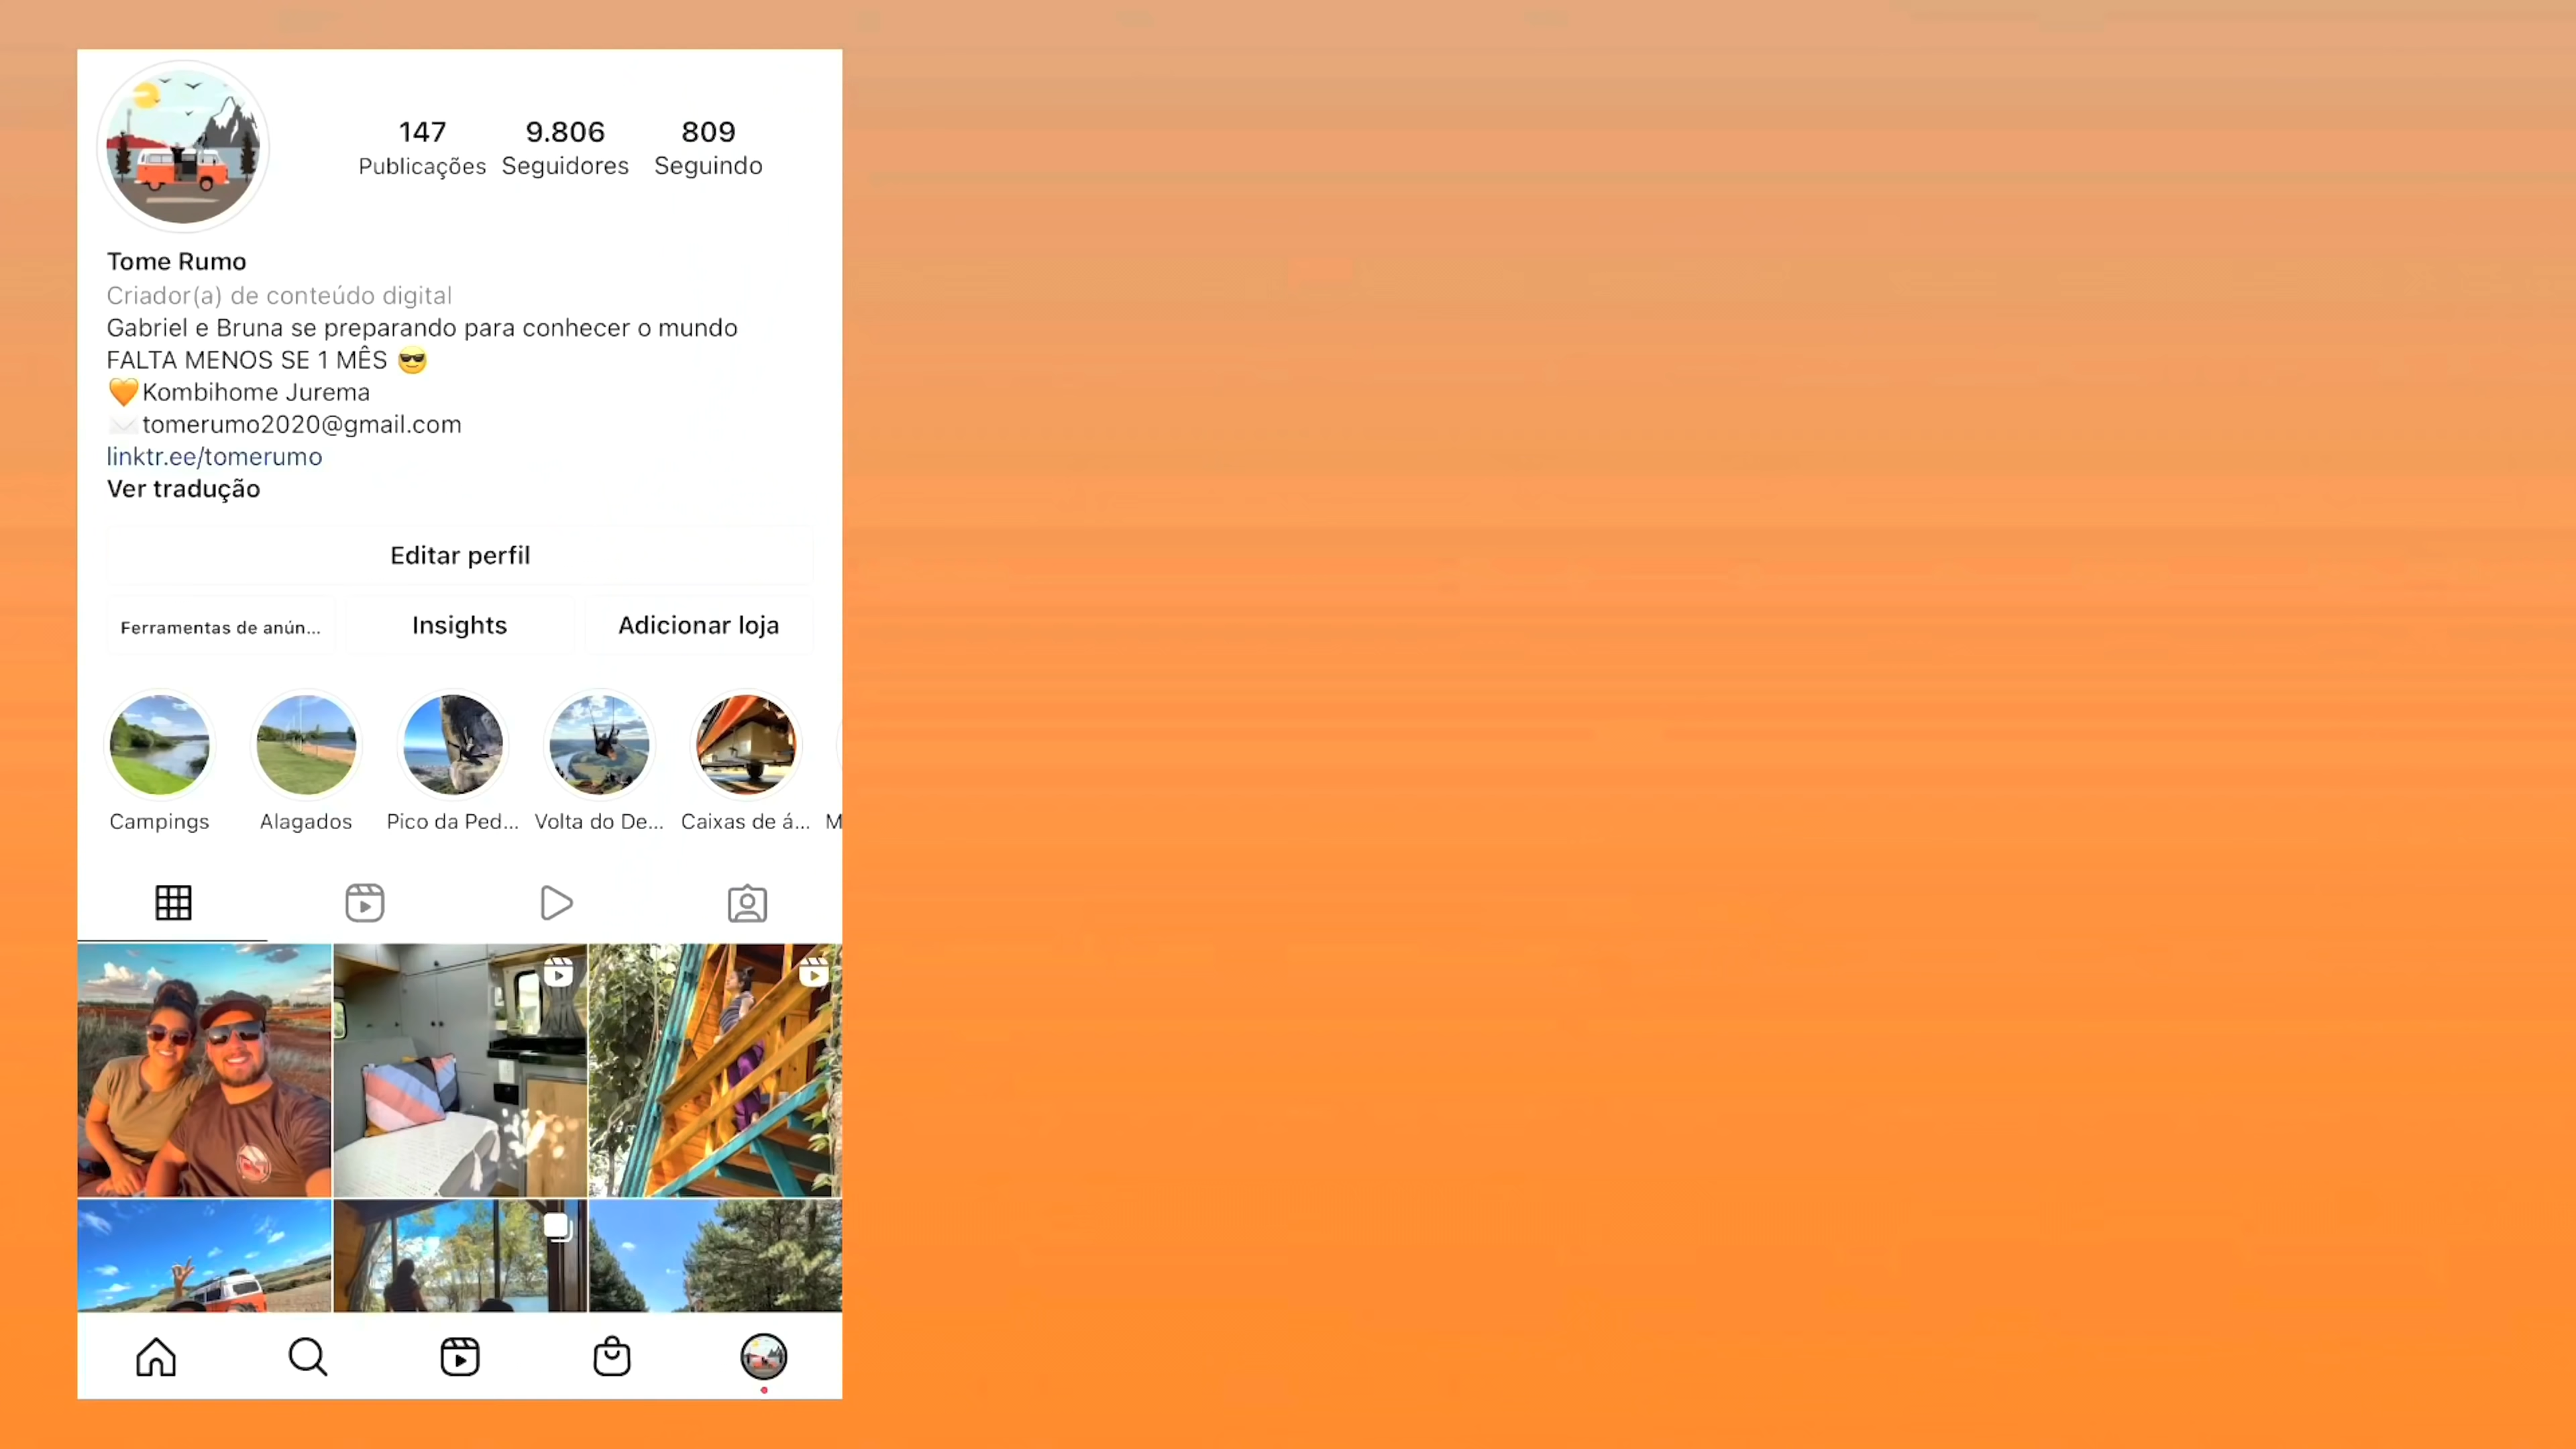 147 9.806 809
Publicações Seguidores Seguindo
Tome Rumo
Criador(a) de conteúdo digital
Gabriel e Bruna se preparando para conhecer o mundo
FALTA MENOS SE 1 MÊS 😎
🧡Kombihome Jurema
✉️tomerumo2020@gmail.com
linktr.ee/tomerumo
Ver tradução
Editar perfil
Ferramentas de anún... Insights Adicionar loja
Campings Alagados Pico da Ped... Volta do De... Caixas de á... M